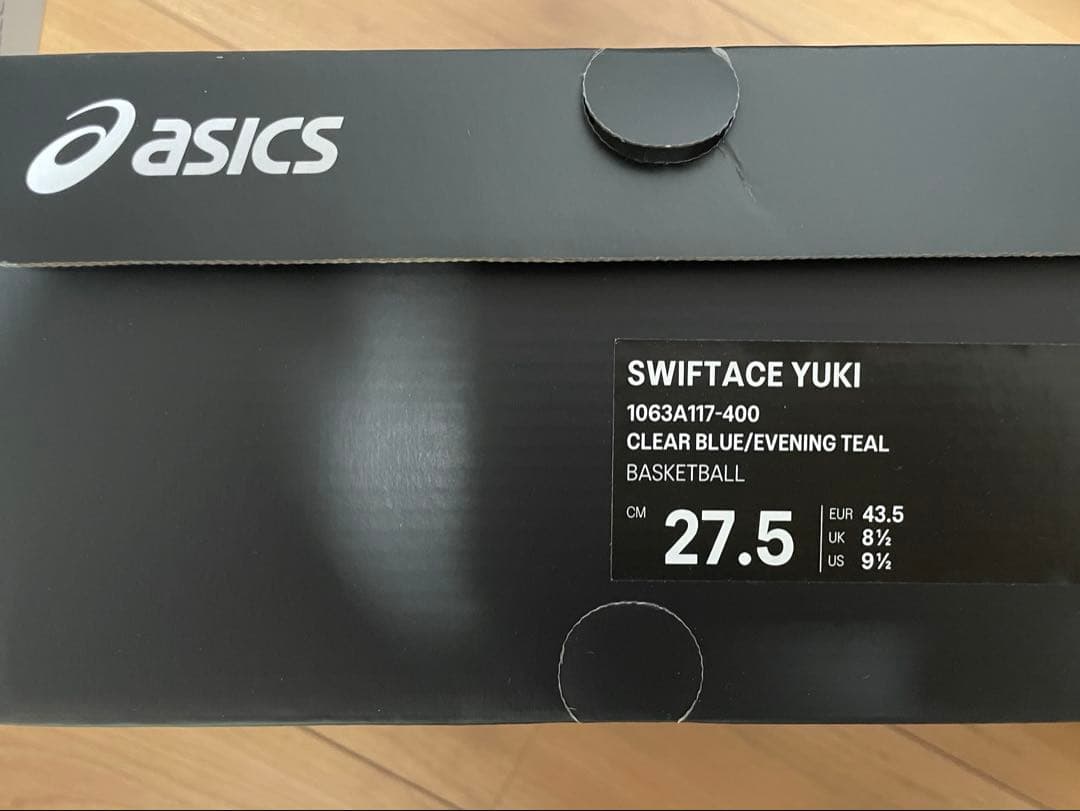 asics
SWIFTACE YUKI
1063A117-400
CLEAR BLUE/EVENING TEAL
BASKETBALL
CM 27.5
EUR 43.5
UK 8½
US 9½